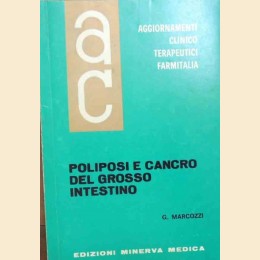 ac
AGGIORNAMENTI
CLINICO
TERAPEUTICI
FARMITALIA
POLIPOSI E CANCRO
DEL GROSSO
INTESTINO
G. MARCOZZI
EDIZIONI MINERVA MEDICA